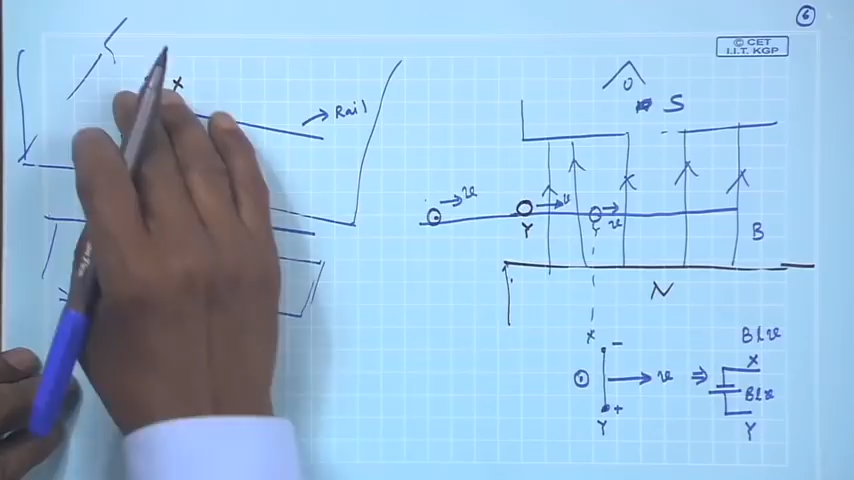 6
© CET
I.I.T. KGP
x
→ Rail
S
→ v
→ v
Y
Y
→ v
B
N
x
Blv
-
→ v
⇒
x
Blv
+
Y
Y